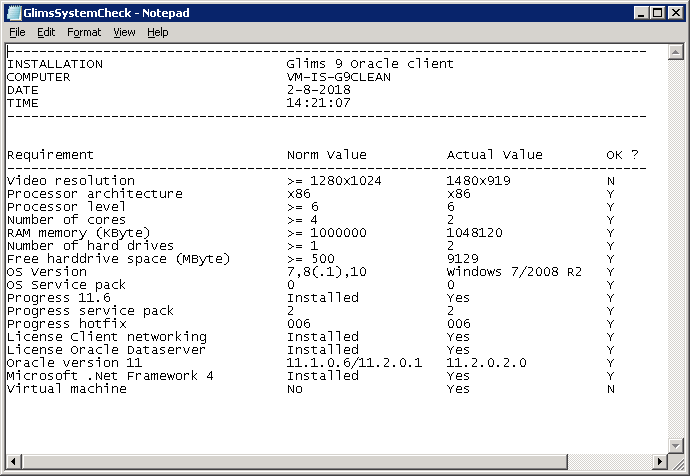 GlimsSystemCheck - Notepad
File Edit Format View Help
--------------------------------------------------------------------------------
INSTALLATION                       Glims 9 Oracle client
COMPUTER                           VM-IS-G9CLEAN
DATE                               2-8-2018
TIME                               14:21:07
--------------------------------------------------------------------------------
Requirement                        Norm Value          Actual Value        OK ?
--------------------------------------------------------------------------------
Video resolution                   >= 1280x1024        1480x919            N
Processor architecture             x86                 x86                 Y
Processor level                    >= 6                6                   Y
Number of cores                    >= 4                2                   Y
RAM memory (KByte)                 >= 1000000          1048120             Y
Number of hard drives              >= 1                2                   Y
Free harddrive space (MByte)       >= 500              9129                Y
OS Version                         7,8(.1),10          Windows 7/2008 R2   Y
OS Service pack                    0                   0                   Y
Progress 11.6                      Installed           Yes                 Y
Progress service pack              2                   2                   Y
Progress hotfix                    006                 006                 Y
License Client networking          Installed           Yes                 Y
License Oracle Dataserver          Installed           Yes                 Y
Oracle version 11                  11.1.0.6/11.2.0.1   11.2.0.2.0          Y
Microsoft .Net Framework 4         Installed           Yes                 Y
Virtual machine                    No                  Yes                 N